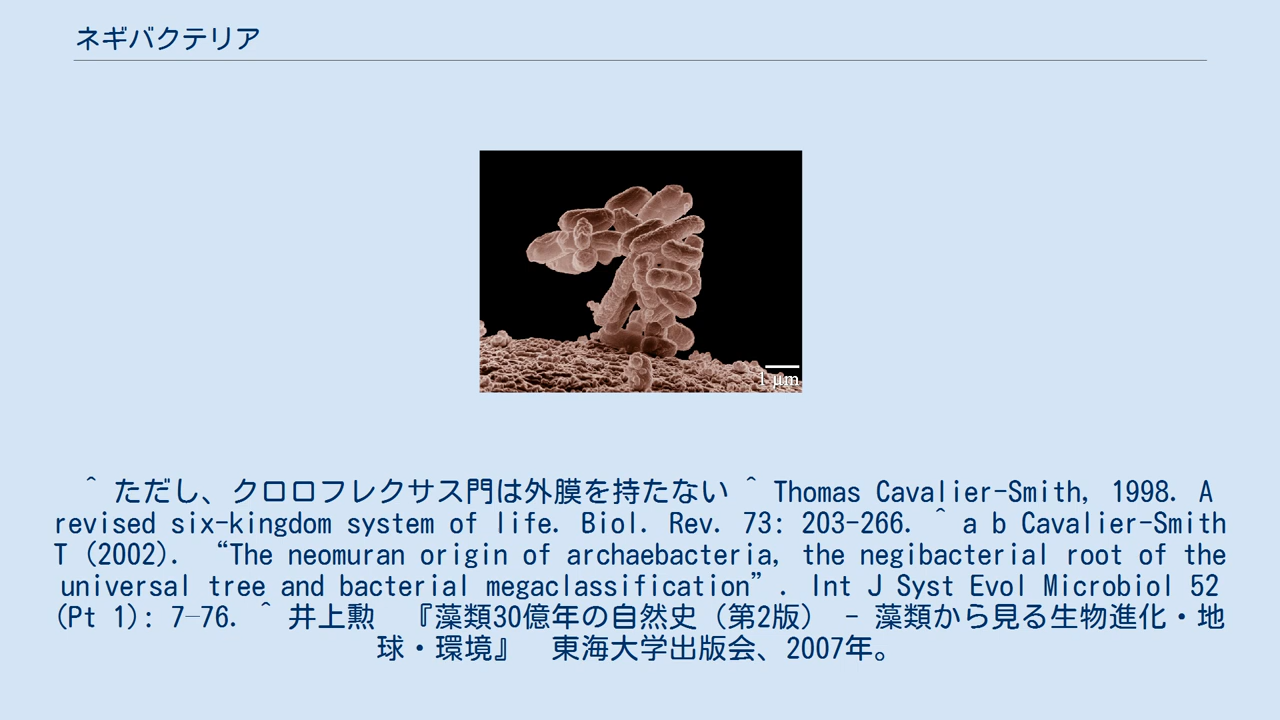 ネギバクテリア
1 μm
^ ただし、クロロフレクサス門は外膜を持たない ^ Thomas Cavalier-Smith, 1998. A
revised six-kingdom system of life. Biol. Rev. 73: 203-266. ^ a b Cavalier-Smith
T (2002). “The neomuran origin of archaebacteria, the negibacterial root of the
universal tree and bacterial megaclassification”. Int J Syst Evol Microbiol 52
(Pt 1): 7–76. ^ 井上勲　『藻類30億年の自然史（第2版） - 藻類から見る生物進化・地
球・環境』　東海大学出版会、2007年。